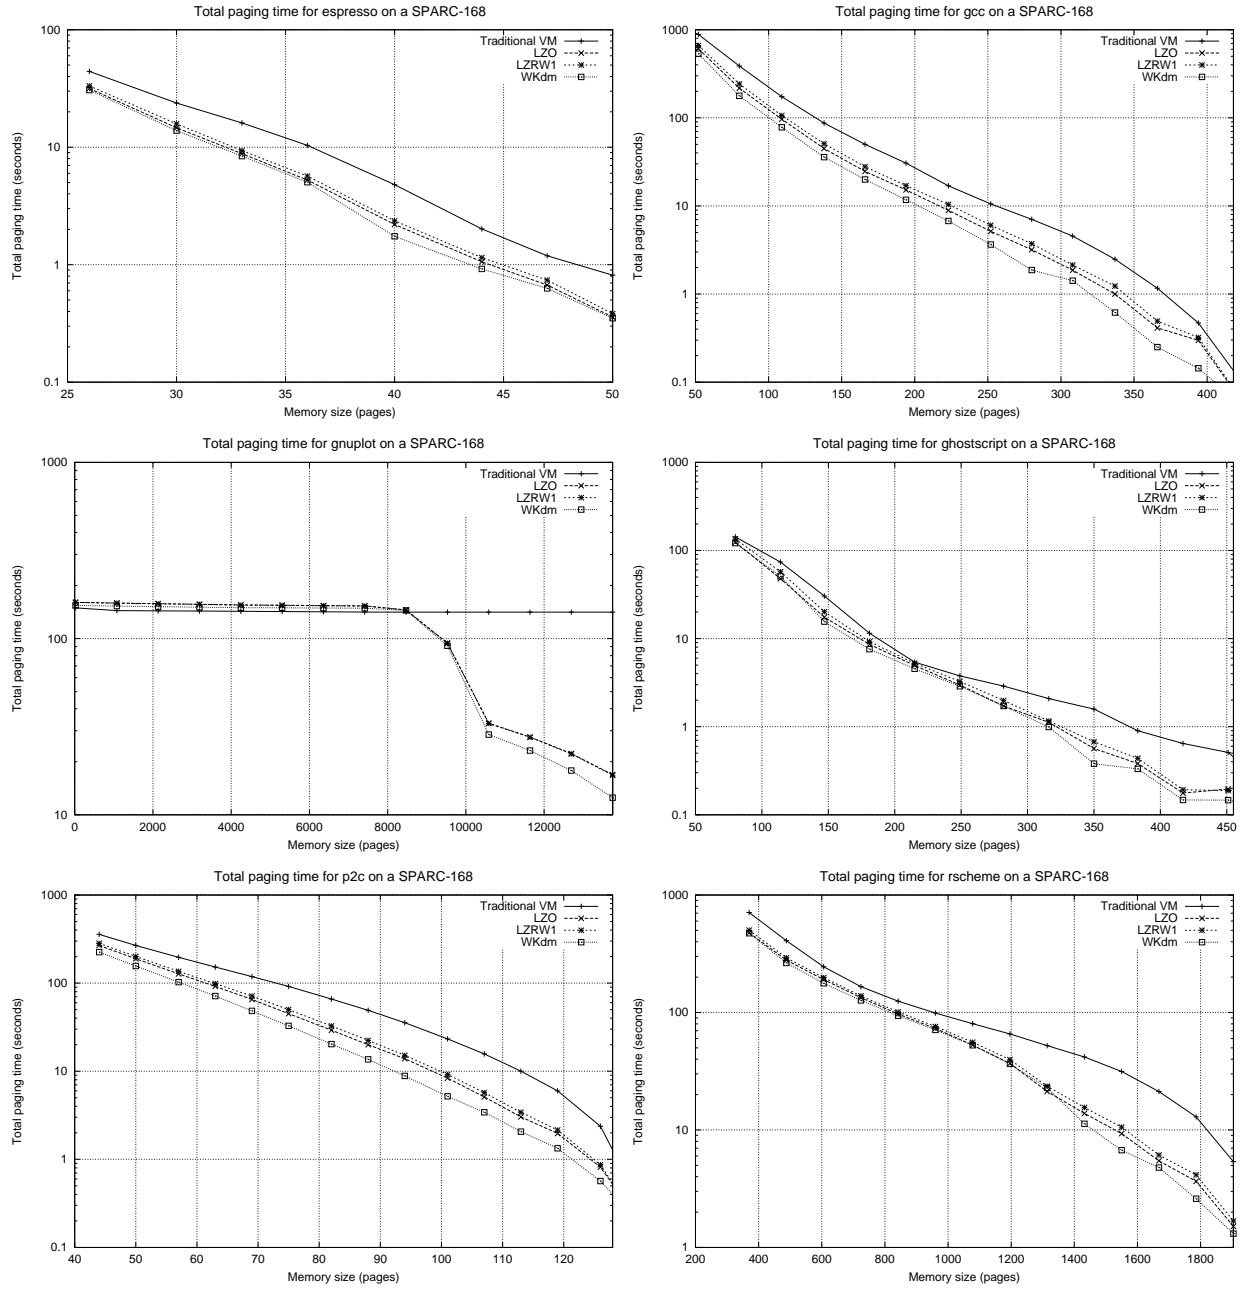 Total paging time for espresso on a SPARC-168
Total paging time (seconds)
100
10
1
0.1
Traditional VM
LZO
LZRW1
WKdm
25 30 35 40 45 50
Memory size (pages)
Total paging time for gcc on a SPARC-168
Total paging time (seconds)
1000
100
10
1
0.1
Traditional VM
LZO
LZRW1
WKdm
50 100 150 200 250 300 350 400
Memory size (pages)
Total paging time for gnuplot on a SPARC-168
Total paging time (seconds)
1000
100
10
Traditional VM
LZO
LZRW1
WKdm
0 2000 4000 6000 8000 10000 12000
Memory size (pages)
Total paging time for ghostscript on a SPARC-168
Total paging time (seconds)
1000
100
10
1
0.1
Traditional VM
LZO
LZRW1
WKdm
50 100 150 200 250 300 350 400 450
Memory size (pages)
Total paging time for p2c on a SPARC-168
Total paging time (seconds)
1000
100
10
1
0.1
Traditional VM
LZO
LZRW1
WKdm
40 50 60 70 80 90 100 110 120
Memory size (pages)
Total paging time for rscheme on a SPARC-168
Total paging time (seconds)
1000
100
10
1
Traditional VM
LZO
LZRW1
WKdm
200 400 600 800 1000 1200 1400 1600 1800
Memory size (pages)